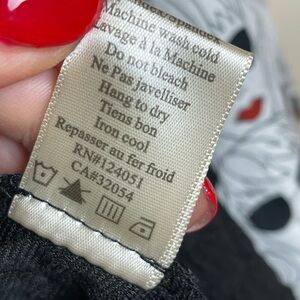 Machine wash cold
Lavage à la Machine
Do not bleach
Ne Pas javelliser
Hang to dry
Tiens bon
Iron cool
Repasser au fer froid
RN#124051
CA#32054